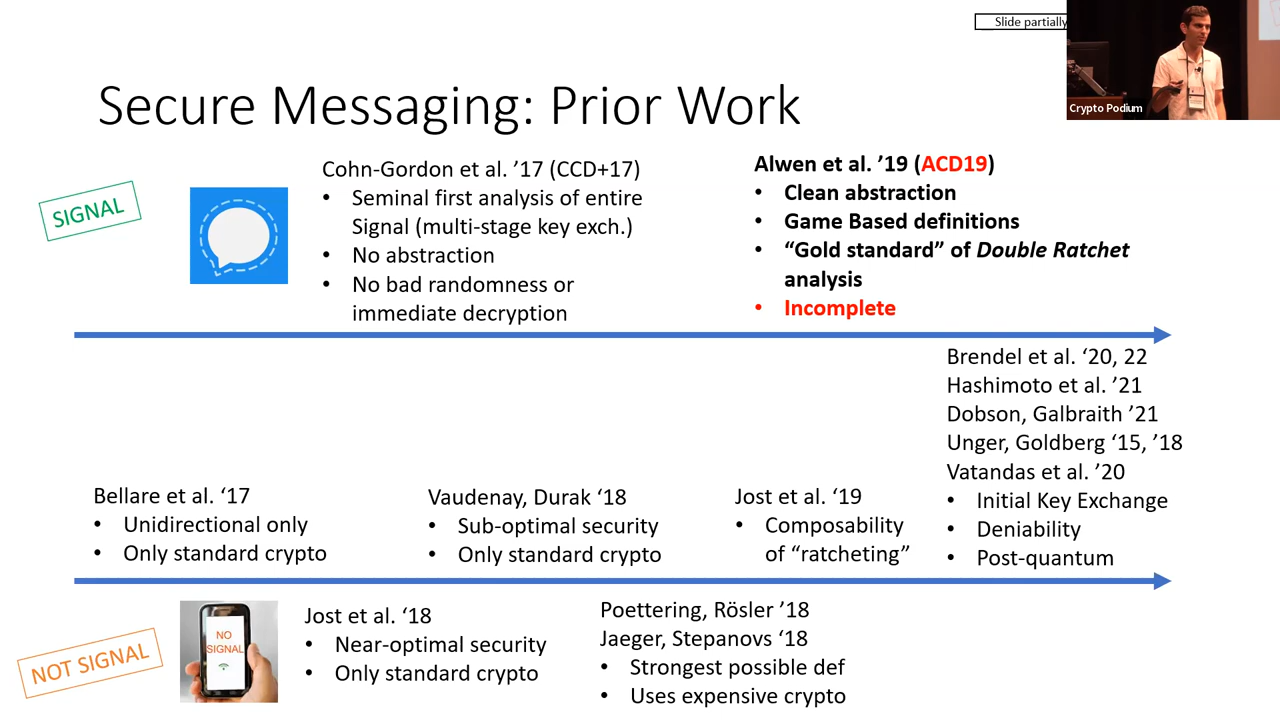 Slide partially
Crypto Podium
Secure Messaging: Prior Work
SIGNAL
Cohn-Gordon et al. ’17 (CCD+17)
• Seminal first analysis of entire
Signal (multi-stage key exch.)
• No abstraction
• No bad randomness or
immediate decryption
Alwen et al. ’19 (ACD19)
• Clean abstraction
• Game Based definitions
• “Gold standard” of Double Ratchet
analysis
• Incomplete
Bellare et al. ‘17
• Unidirectional only
• Only standard crypto
Vaudenay, Durak ‘18
• Sub-optimal security
• Only standard crypto
Jost et al. ‘19
• Composability
of “ratcheting”
Brendel et al. ‘20, 22
Hashimoto et al. ’21
Dobson, Galbraith ’21
Unger, Goldberg ‘15, ’18
Vatandas et al. ’20
• Initial Key Exchange
• Deniability
• Post-quantum
NOT SIGNAL
NO
SIGNAL
Jost et al. ‘18
• Near-optimal security
• Only standard crypto
Poettering, Rösler ’18
Jaeger, Stepanovs ‘18
• Strongest possible def
• Uses expensive crypto